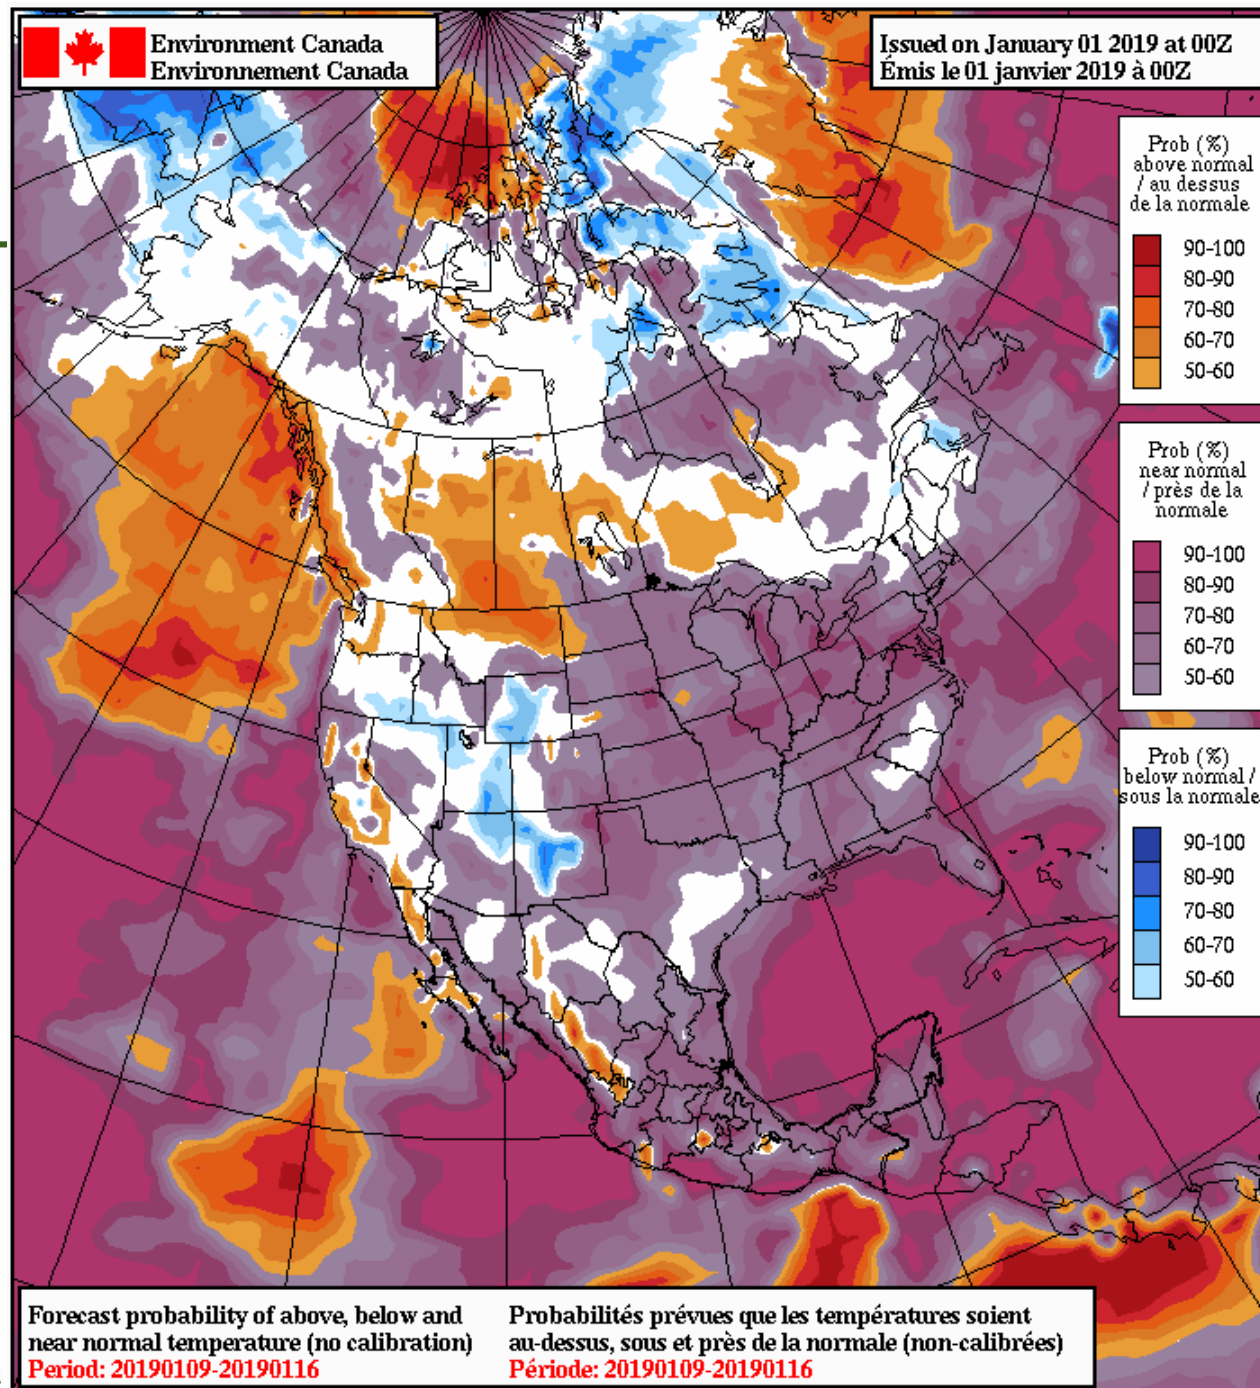 Environment Canada
Environnement Canada
Issued on January 01 2019 at 00Z
Émis le 01 janvier 2019 à 00Z
Prob (%)
above normal
/ au dessus
de la normale
90-100
80-90
70-80
60-70
50-60
Prob (%)
near normal
/ près de la
normale
90-100
80-90
70-80
60-70
50-60
Prob (%)
below normal /
sous la normale
90-100
80-90
70-80
60-70
50-60
Forecast probability of above, below and
near normal temperature (no calibration)
Period: 20190109-20190116
Probabilités prévues que les températures soient
au-dessus, sous et près de la normale (non-calibrées)
Période: 20190109-20190116